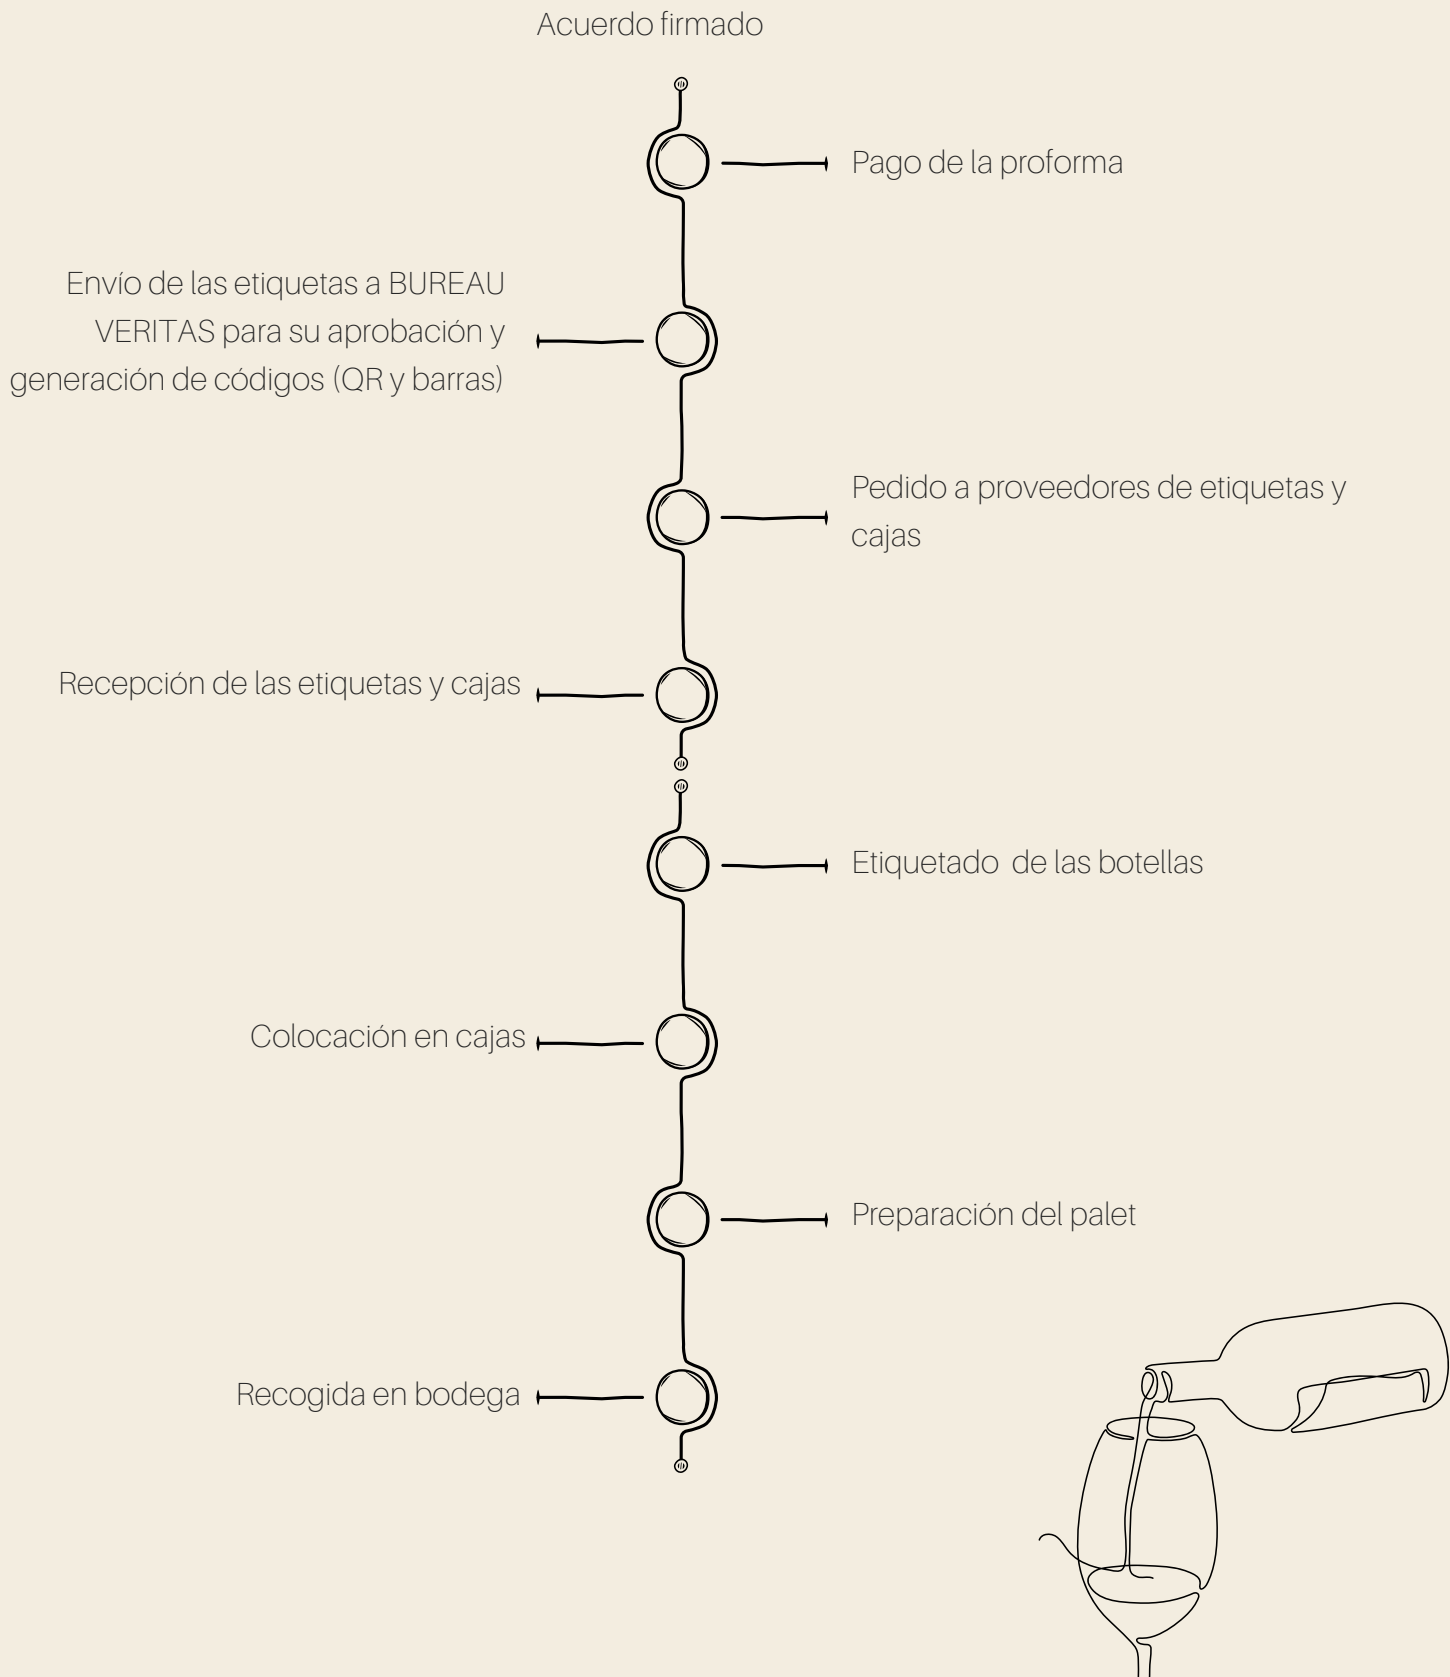 Acuerdo firmado
Pago de la proforma
Envío de las etiquetas a BUREAU
VERITAS para su aprobación y
generación de códigos (QR y barras)
Pedido a proveedores de etiquetas y
cajas
Recepción de las etiquetas y cajas
Etiquetado  de las botellas
Colocación en cajas
Preparación del palet
Recogida en bodega